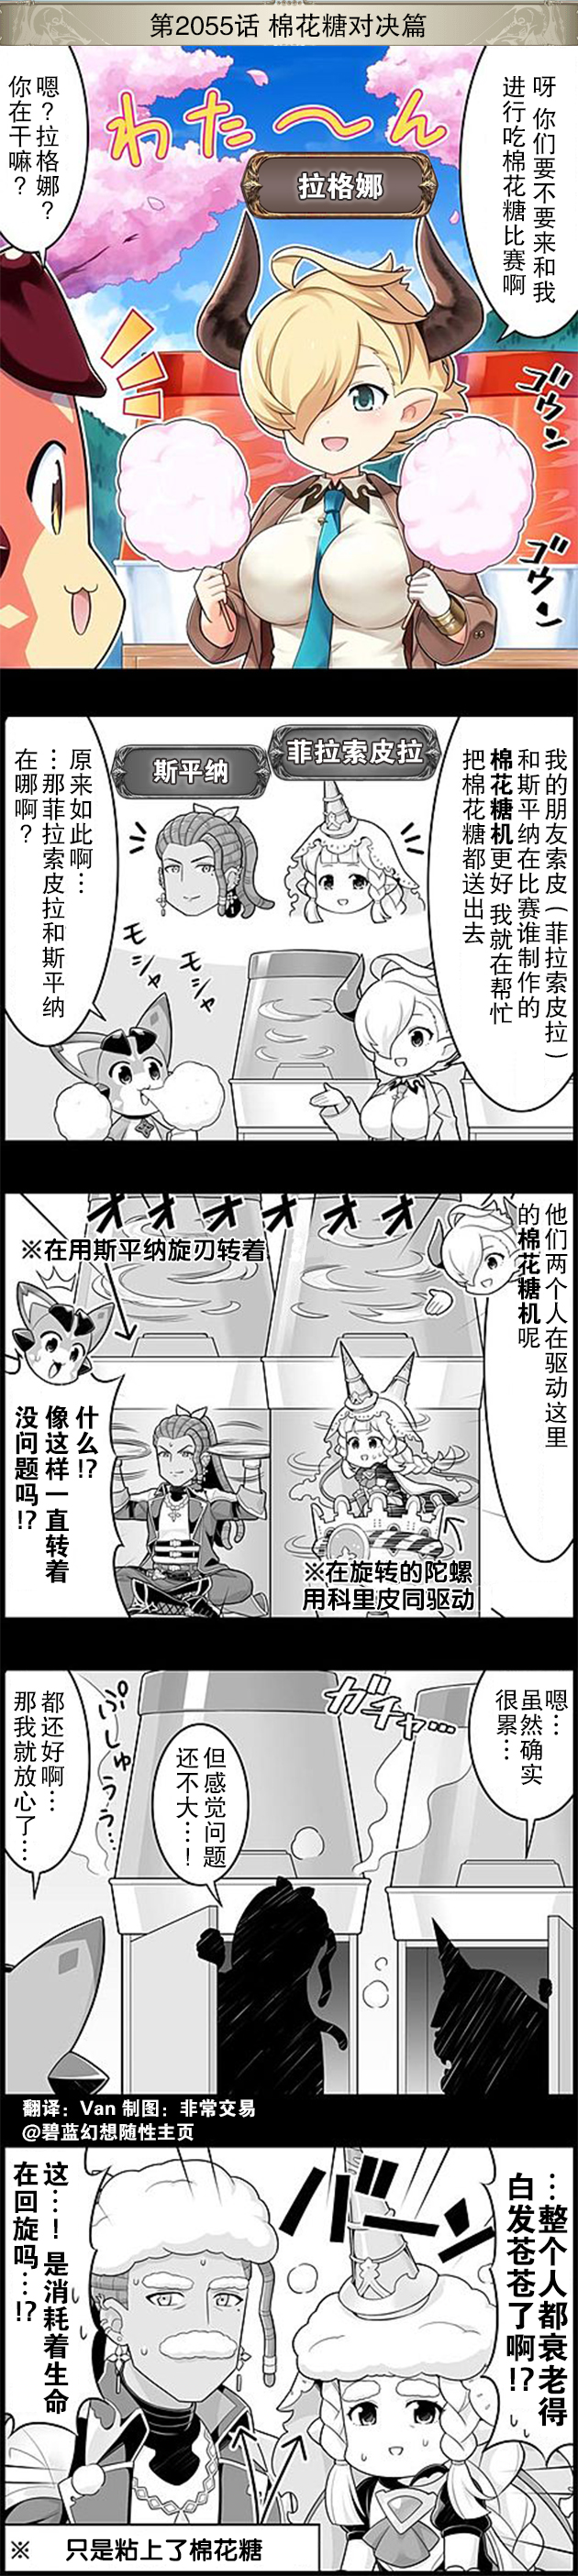 第2055话 棉花糖对决篇
呀 你们要不要来和我
进行吃棉花糖比赛啊
わた〜ん
拉格娜
嗯？拉格娜？
你在干嘛？
ゴウン
ゴウン
我的朋友索皮(菲拉索皮拉)
和斯平纳在比赛谁制作的
棉花糖机更好 我就在帮忙
把棉花糖都送出去
菲拉索皮拉
斯平纳
原来如此啊…
…那菲拉索皮拉和斯平纳
在哪啊？
モシャ
モシャ
他们两个人在驱动这里
的棉花糖机呢
オオオオオオ
※在用斯平纳旋刃转着
什么!?
像这样一直转着
没问题吗!?
※在旋转的陀螺
用科里皮同驱动
嗯…
虽然确实
很累…
ガチャ…
但感觉问题
还不大…！
ぷしゅうぅ…
都还好啊…
那我就放心了…
翻译：Van 制图：非常交易
@碧蓝幻想随性主页
…整个人都衰老得
白发苍苍了啊!?
バーン
这…！是消耗着生命
在回旋吗…!?
※ 只是粘上了棉花糖